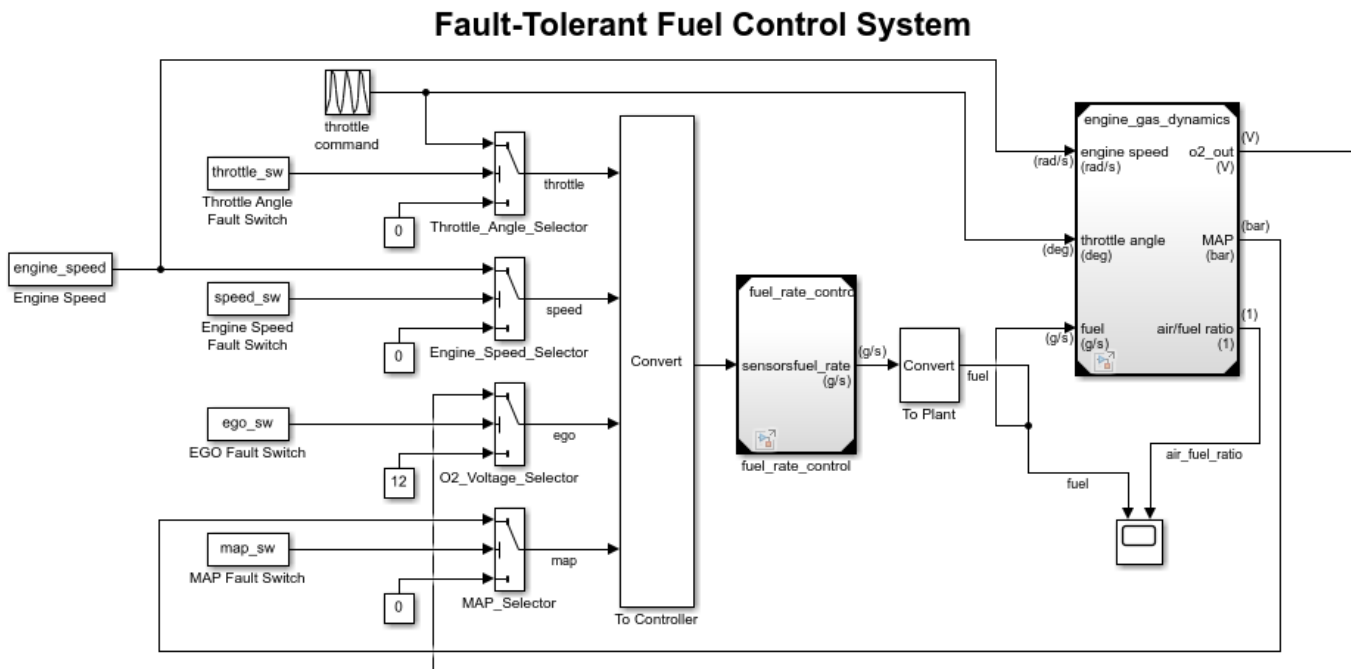 Fault-Tolerant Fuel Control System
throttle
command
throttle_sw
Throttle Angle
Fault Switch
0
Throttle_Angle_Selector
throttle
engine_speed
Engine Speed
speed_sw
Engine Speed
Fault Switch
0
Engine_Speed_Selector
speed
ego_sw
EGO Fault Switch
12
O2_Voltage_Selector
ego
map_sw
MAP Fault Switch
0
MAP_Selector
map
Convert
To Controller
fuel_rate_contro
sensors
fuel_rate
(g/s)
fuel_rate_control
(g/s)
Convert
To Plant
fuel
engine_gas_dynamics
(rad/s)
engine speed
(rad/s)
o2_out
(V)
(V)
(deg)
throttle angle
(deg)
MAP
(bar)
(bar)
(g/s)
fuel
(g/s)
air/fuel ratio
(1)
(1)
air_fuel_ratio
fuel